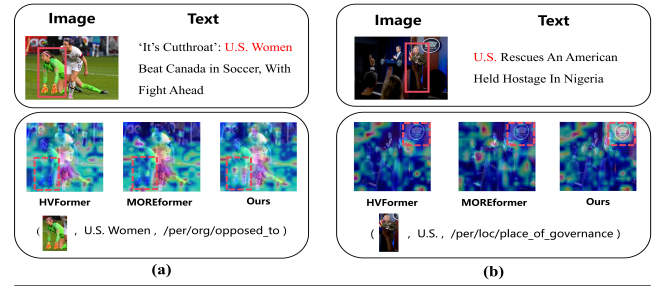 Image
Text
‘It’s Cutthroat’: U.S. Women
Beat Canada in Soccer, With
Fight Ahead
HVFormer
MOREformer
Ours
( , U.S. Women , /per/org/opposed_to )
(a)
Image
Text
U.S. Rescues An American
Held Hostage In Nigeria
HVFormer
MOREformer
Ours
( , U.S. , /per/loc/place_of_governance )
(b)